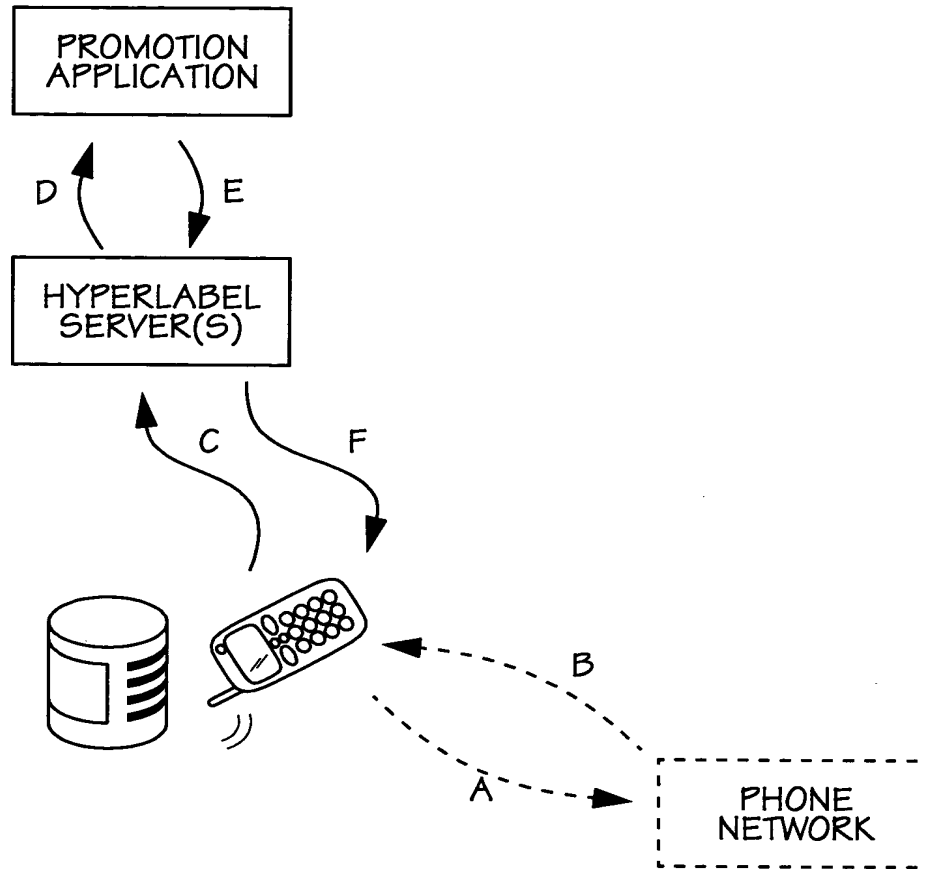 PROMOTION
APPLICATION
D
E
HYPERLABEL
SERVER(S)
C
F
B
A
PHONE
NETWORK